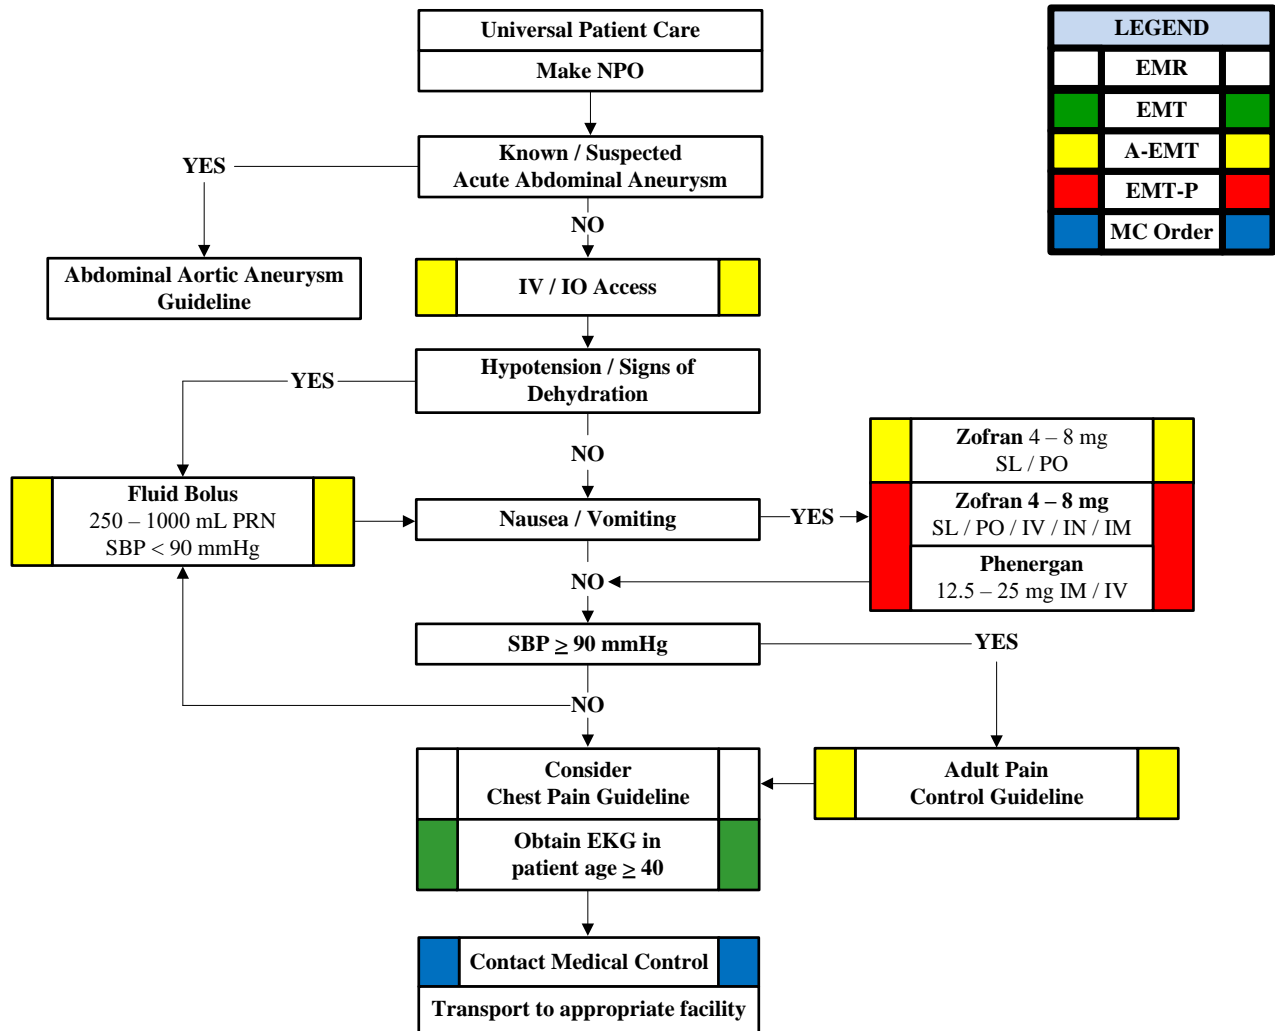 Universal Patient Care
Make NPO
LEGEND
EMR
EMT
A-EMT
EMT-P
MC Order
Known / Suspected
Acute Abdominal Aneurysm
YES
NO
Abdominal Aortic Aneurysm
Guideline
IV / IO Access
Hypotension / Signs of
Dehydration
YES
NO
Fluid Bolus
250 – 1000 mL PRN
SBP < 90 mmHg
Nausea / Vomiting
YES
Zofran 4 – 8 mg
SL / PO
Zofran 4 – 8 mg
SL / PO / IV / IN / IM
Phenergan
12.5 – 25 mg IM / IV
NO
SBP ≥ 90 mmHg
YES
NO
Consider
Chest Pain Guideline
Adult Pain
Control Guideline
Obtain EKG in
patient age ≥ 40
Contact Medical Control
Transport to appropriate facility